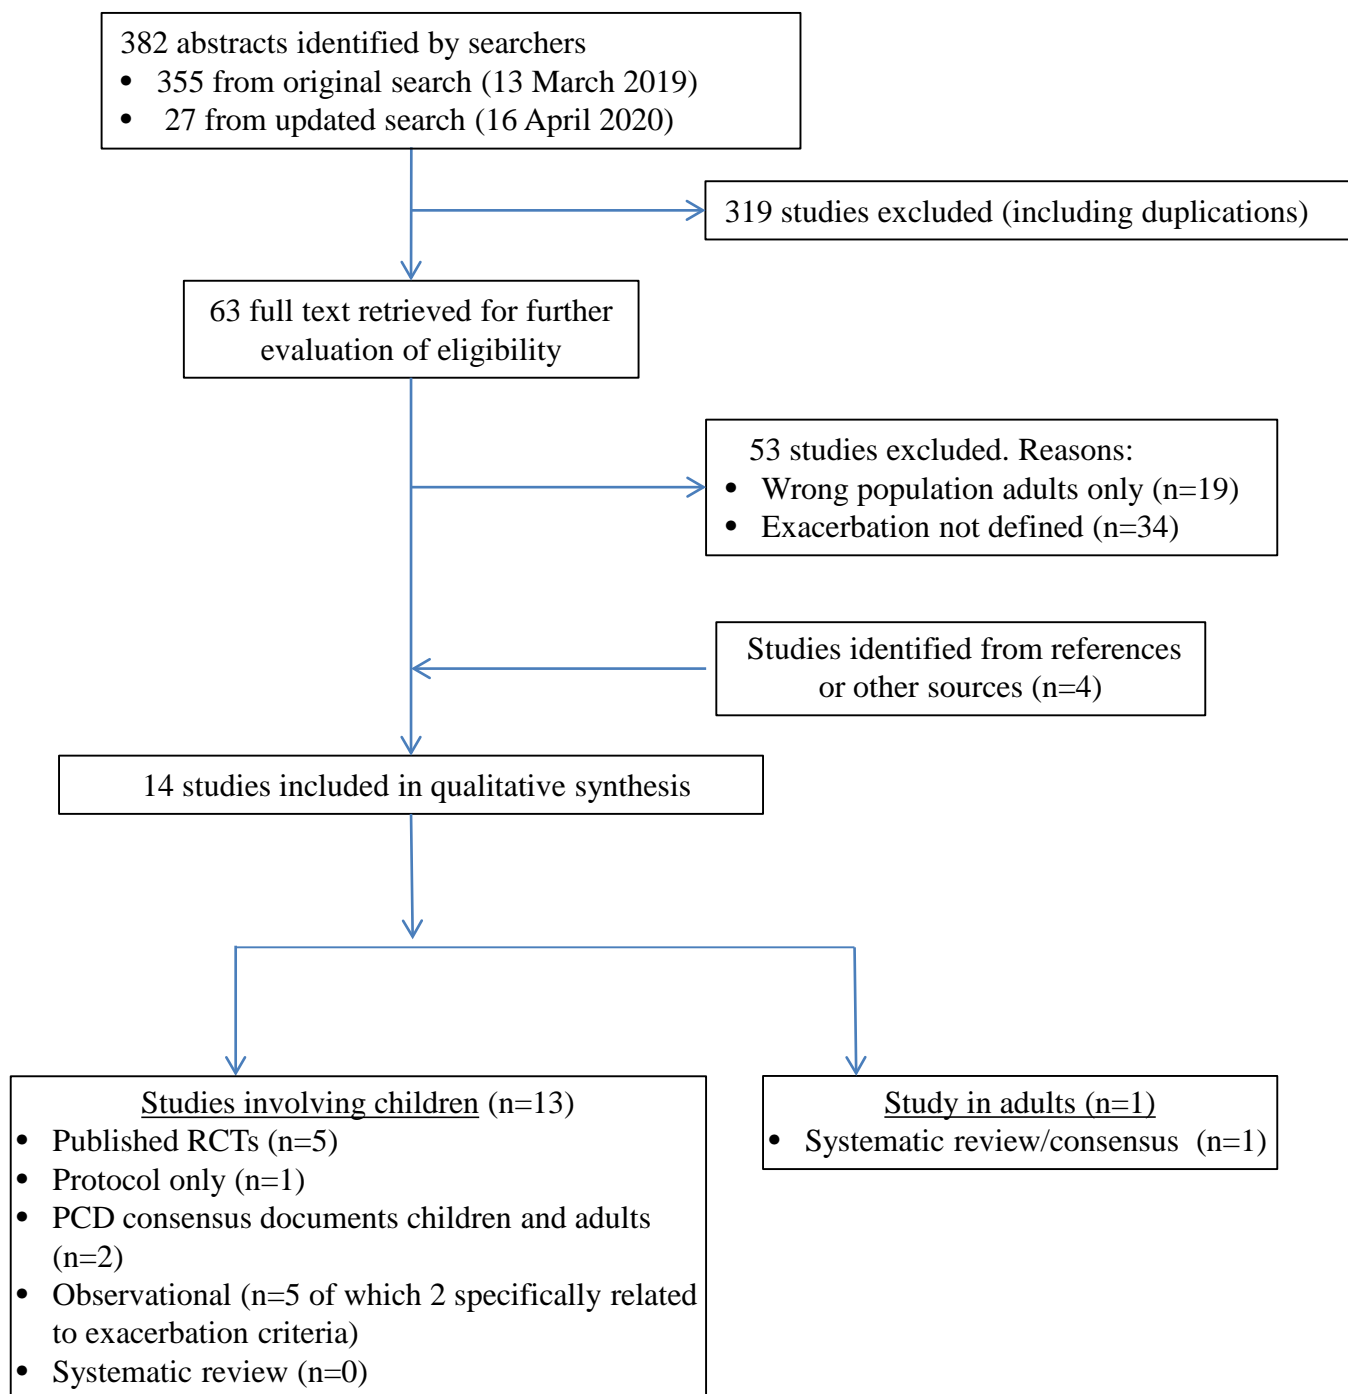 382 abstracts identified by searchers
• 355 from original search (13 March 2019)
• 27 from updated search (16 April 2020)
319 studies excluded (including duplications)
63 full text retrieved for further
evaluation of eligibility
53 studies excluded. Reasons:
• Wrong population adults only (n=19)
• Exacerbation not defined (n=34)
Studies identified from references
or other sources (n=4)
14 studies included in qualitative synthesis
Studies involving children (n=13)
• Published RCTs (n=5)
• Protocol only (n=1)
• PCD consensus documents children and adults
(n=2)
• Observational (n=5 of which 2 specifically related
to exacerbation criteria)
• Systematic review (n=0)
Study in adults (n=1)
• Systematic review/consensus (n=1)